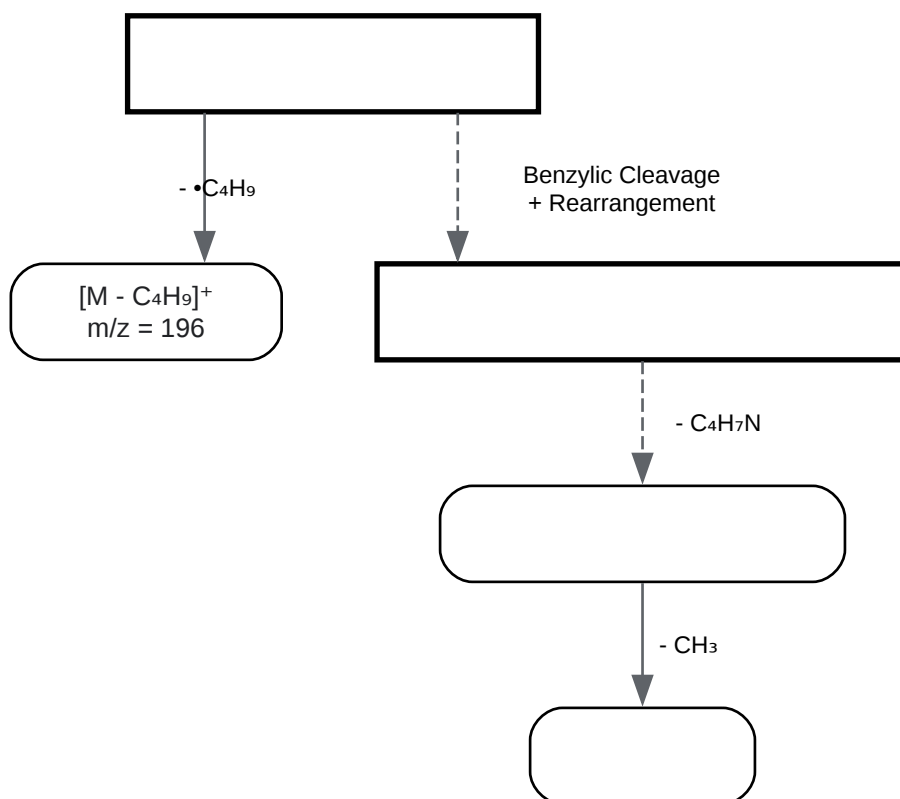 - •C₄H₉
Benzylic Cleavage
+ Rearrangement
[M - C₄H₉]⁺
m/z = 196
- C₄H₇N
- CH₃